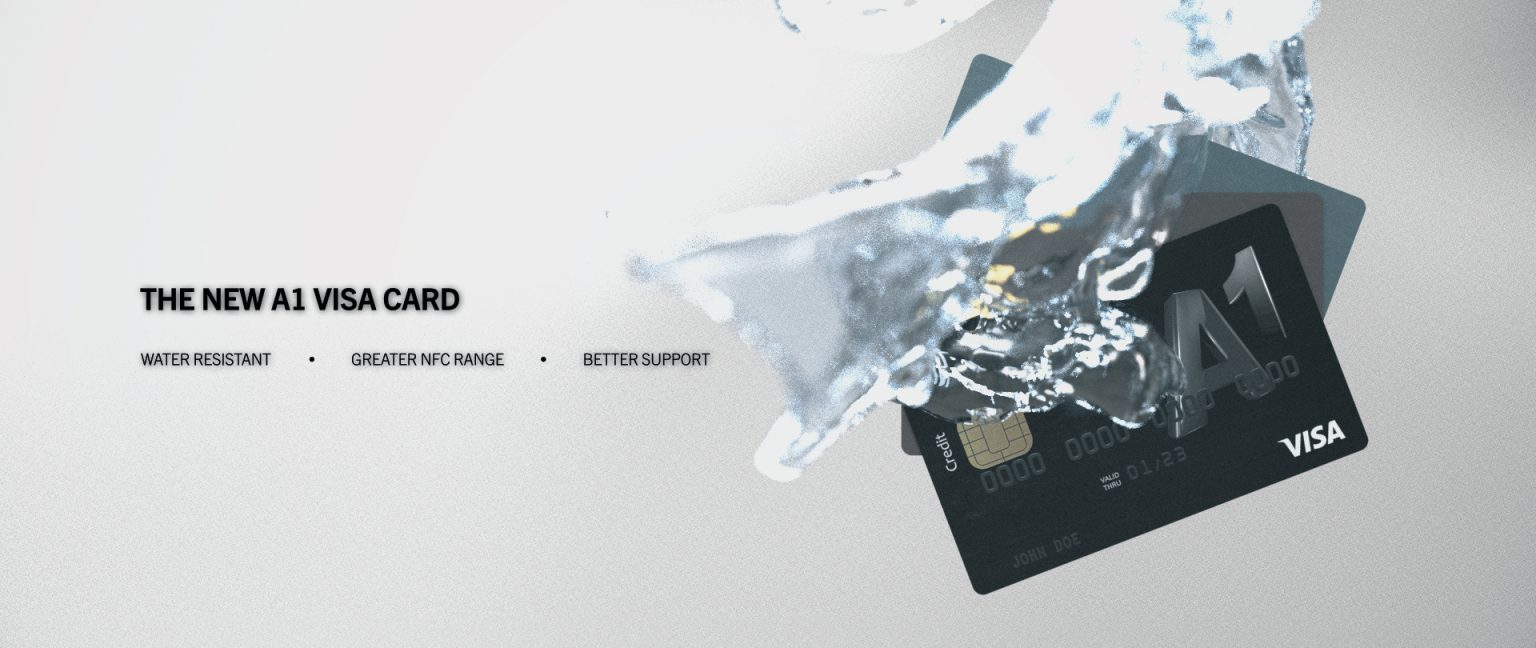 THE NEW A1 VISA CARD
WATER RESISTANT • GREATER NFC RANGE • BETTER SUPPORT
A1
Credit
0000 0000 0000 0000
VALID
THRU 01/23
VISA
JOHN DOE